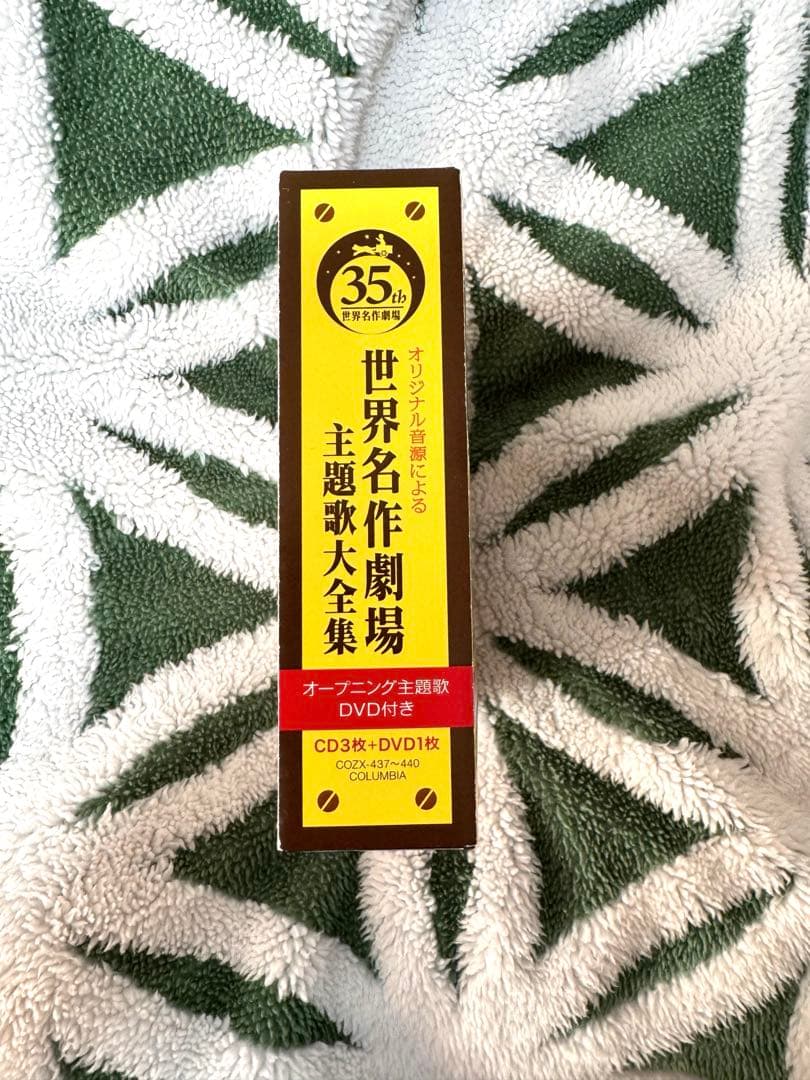 35th
世界名作劇場
オリジナル音源による
世界名作劇場
主題歌大全集
オープニング主題歌
DVD付き
CD3枚+DVD1枚
COZX-437〜440
COLUMBIA